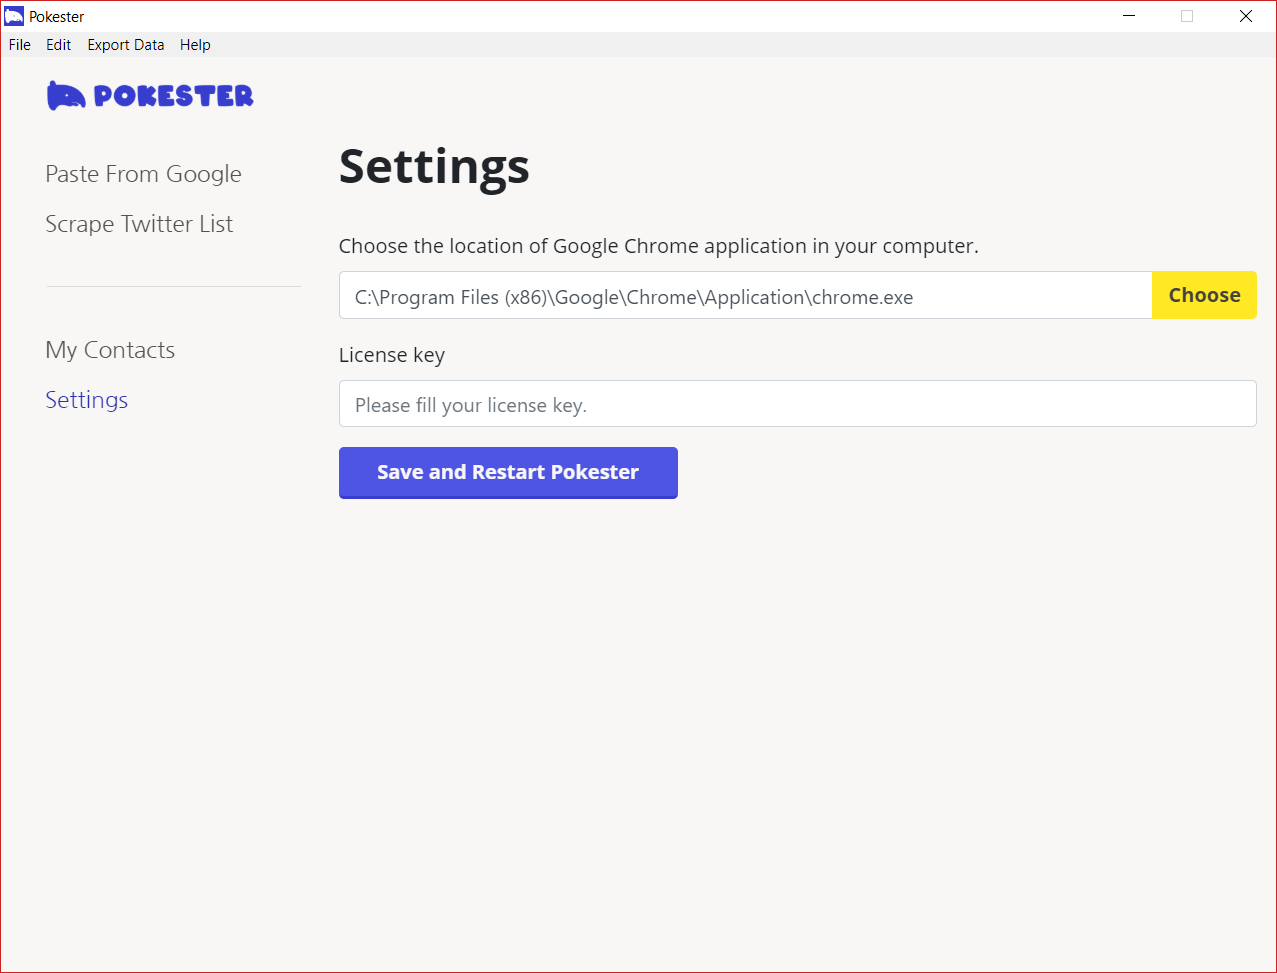 Pokester
File Edit Export Data Help
POKESTER
Paste From Google
Scrape Twitter List
My Contacts
Settings
Settings
Choose the location of Google Chrome application in your computer.
C:\Program Files (x86)\Google\Chrome\Application\chrome.exe
Choose
License key
Please fill your license key.
Save and Restart Pokester